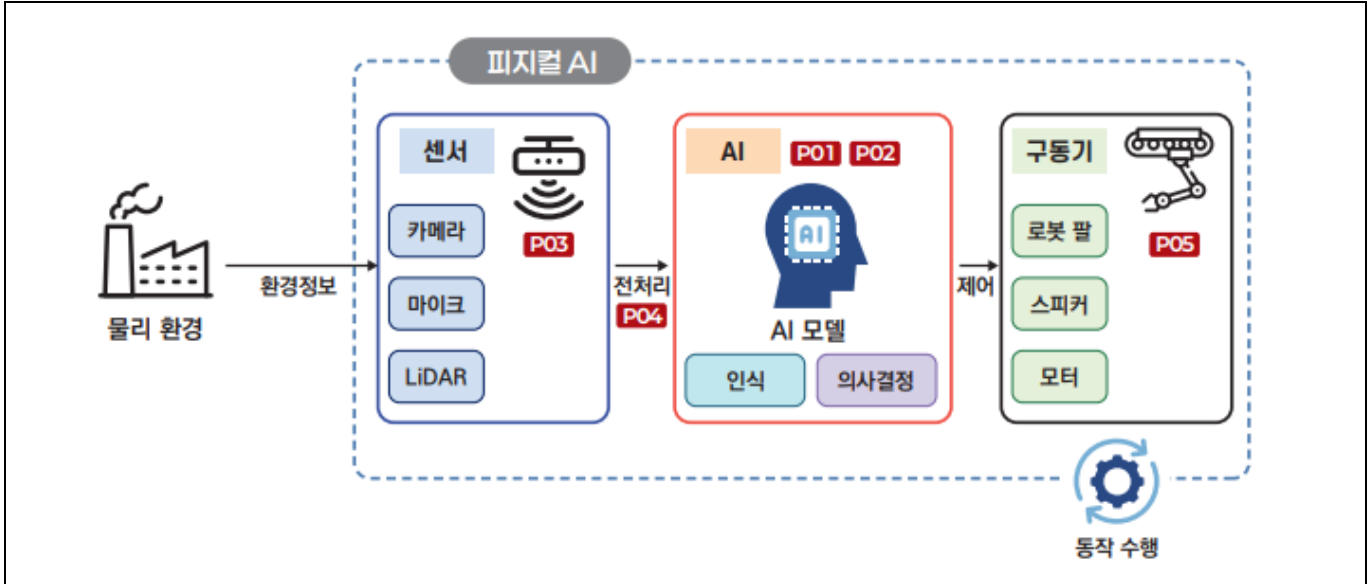 피지컬 AI
센서
P03
카메라
마이크
LiDAR
물리 환경
환경정보
전처리
P04
AI
P01 P02
AI
AI 모델
인식
의사결정
제어
구동기
P05
로봇 팔
스피커
모터
동작 수행